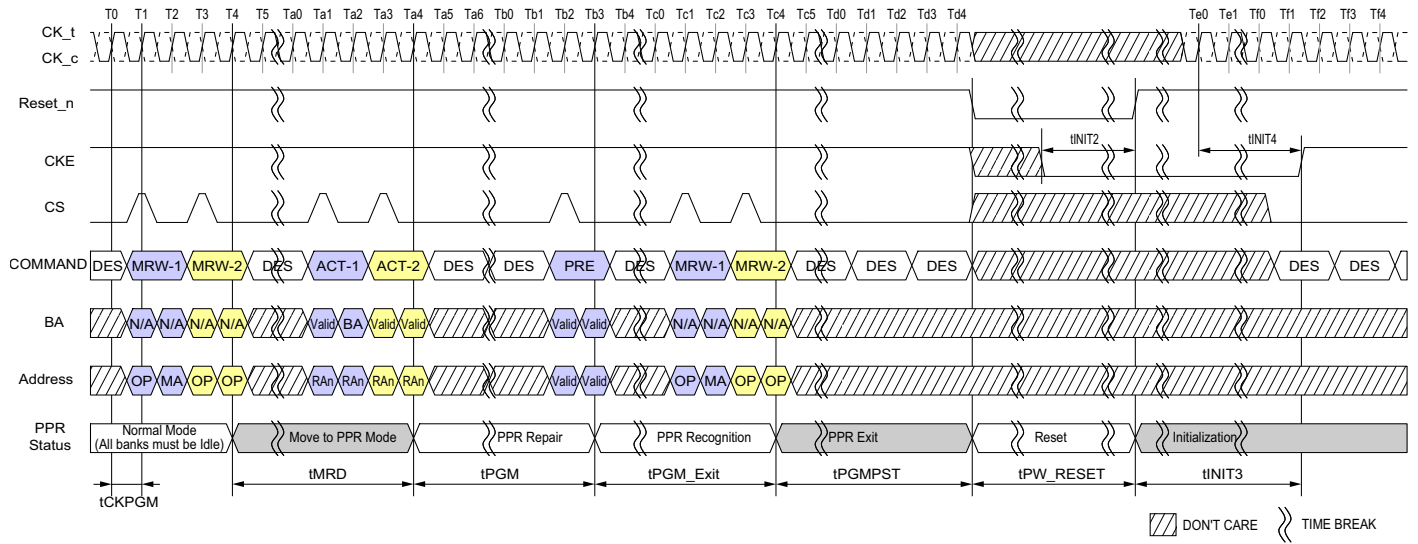 T0 T1 T2 T3 T4 T5 Ta0 Ta1 Ta2 Ta3 Ta4 Ta5 Ta6 Tb0 Tb1 Tb2 Tb3 Tb4 Tc0 Tc1 Tc2 Tc3 Tc4 Tc5 Td0 Td1 Td2 Td3 Td4 Te0 Te1 Tf0 Tf1 Tf2 Tf3 Tf4
CK_t
CK_c
Reset_n
CKE tINIT2 tINIT4
CS
COMMAND DES MRW-1 MRW-2 DES ACT-1 ACT-2 DES DES PRE DES MRW-1 MRW-2 DES DES DES DES DES
BA N/A N/A N/A N/A Valid BA Valid Valid Valid Valid N/A N/A N/A N/A
Address OP MA OP OP RAn RAn RAn RAn Valid Valid OP MA OP OP
PPR
Status
Normal Mode
(All banks must be Idle)
Move to PPR Mode PPR Repair PPR Recognition PPR Exit Reset Initialization
tMRD tPGM tPGM_Exit tPGMPST tPW_RESET tINIT3
tCKPGM
DON'T CARE TIME BREAK